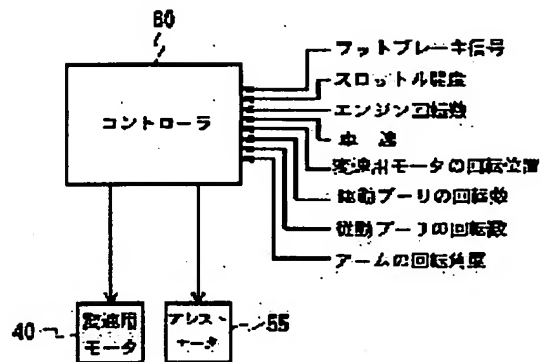 60
コントローラ
フットブレーキ信号
スロットル開度
エンジン回転数
車速
変速用モータの回転位置
駆動プーリの回転数
従動プーリの回転数
アームの回転角度
40
変速用
モータ
55